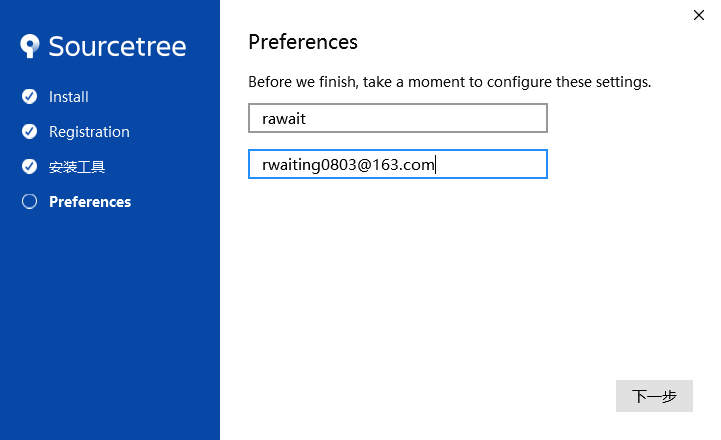 Sourcetree
Install
Registration
安装工具
Preferences
Preferences
Before we finish, take a moment to configure these settings.
rawait
rwaiting0803@163.com
下一步